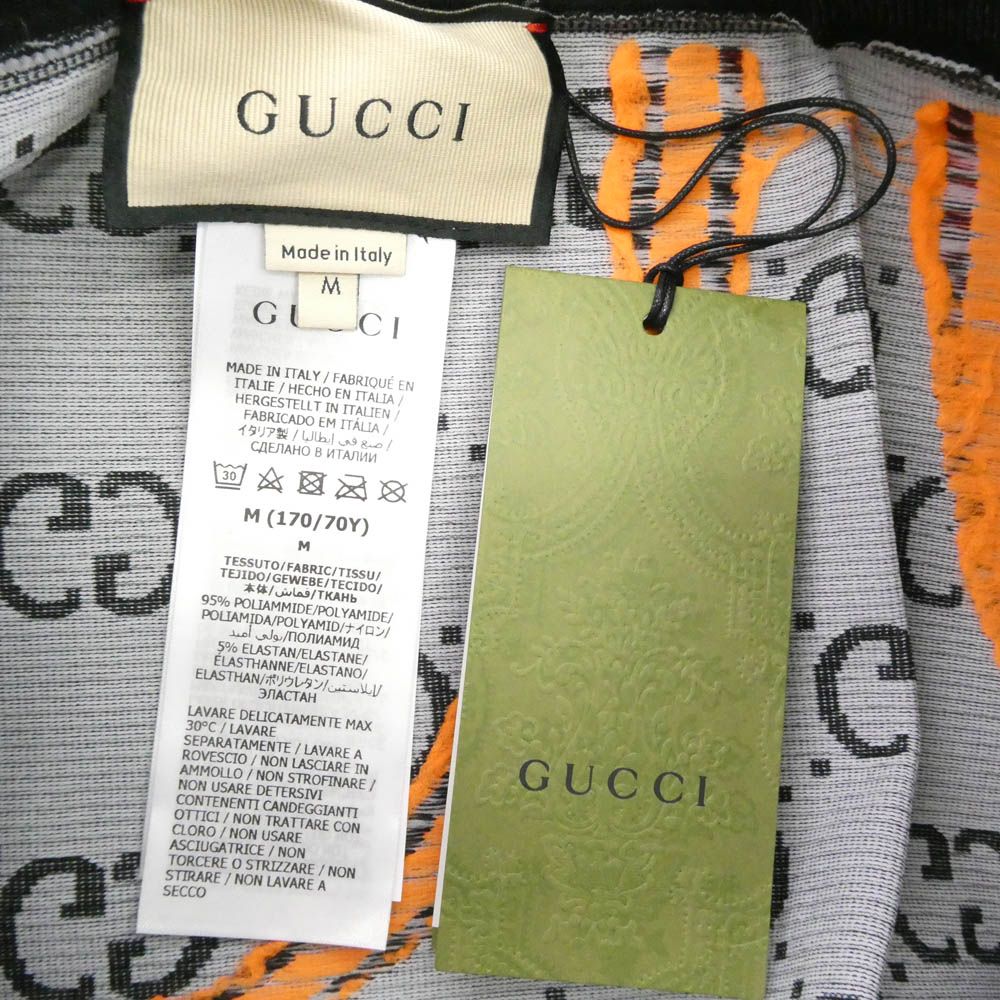 GUCCI
Made in Italy
M
GUCCI
MADE IN ITALY / FABRIQUÉ EN
ITALIE / HECHO EN ITALIA /
HERGESTELLT IN ITALIEN /
FABRICADO EM ITÁLIA /
イタリア製 / صنع في إيطاليا /
СДЕЛАНО В ИТАЛИИ
30
M (170/70Y)
M
TESSUTO/FABRIC/TISSU/
TEJIDO/GEWEBE/TECIDO/
本体/قماش/ТКАНЬ
95% POLIAMMIDE/POLYAMIDE/
POLIAMIDA/POLYAMID/ナイロン/
بولي أميد/ПОЛИАМИД
5% ELASTAN/ELASTANE/
ÉLASTHANNE/ELASTANO/
ELASTHAN/ポリウレタン/إيلاستين/
ЭЛАСТАН
LAVARE DELICATAMENTE MAX
30°C / LAVARE
SEPARATAMENTE / LAVARE A
ROVESCIO / NON LASCIARE IN
AMMOLLO / NON STROFINARE /
NON USARE DETERSIVI
CONTENENTI CANDEGGIANTI
OTTICI / NON TRATTARE CON
CLORO / NON USARE
ASCIUGATRICE / NON
TORCERE O STRIZZARE / NON
STIRARE / NON LAVARE A
SECCO
GUCCI